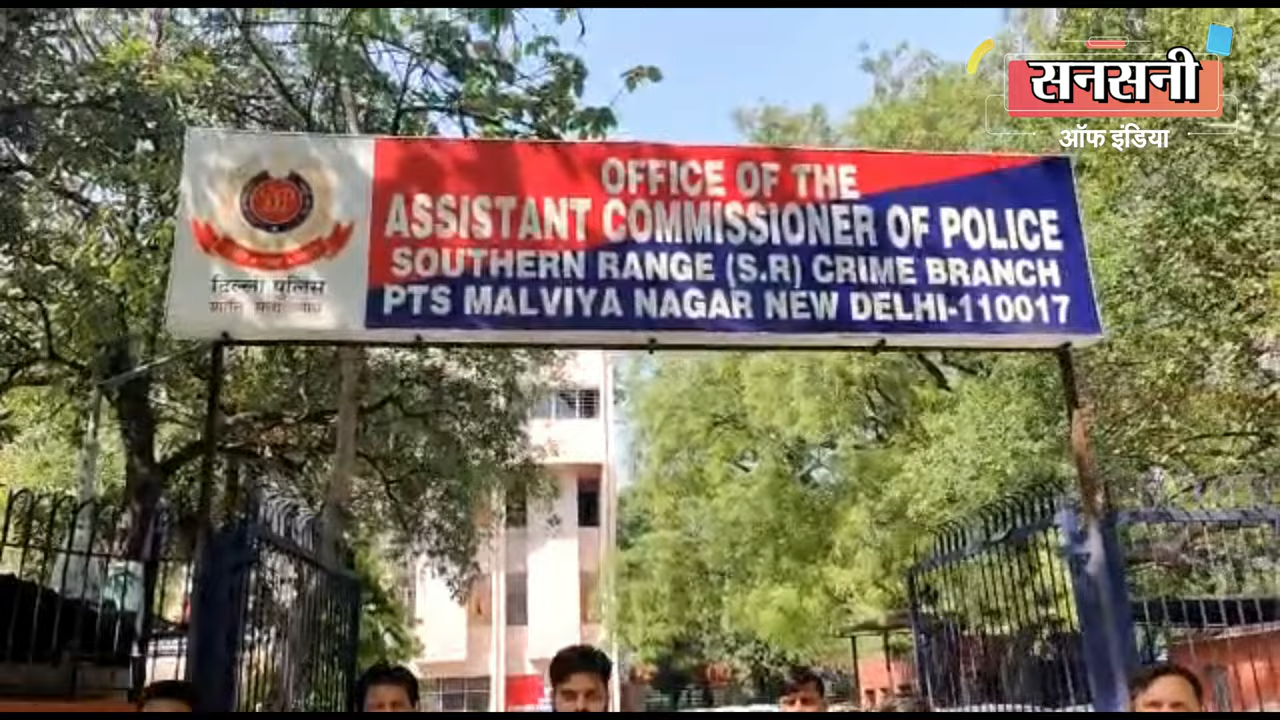 सनसनी
ऑफ इंडिया
OFFICE OF THE
ASSISTANT COMMISSIONER OF POLICE
SOUTHERN RANGE (S.R) CRIME BRANCH
PTS MALVIYA NAGAR NEW DELHI-110017
दिल्ली पुलिस